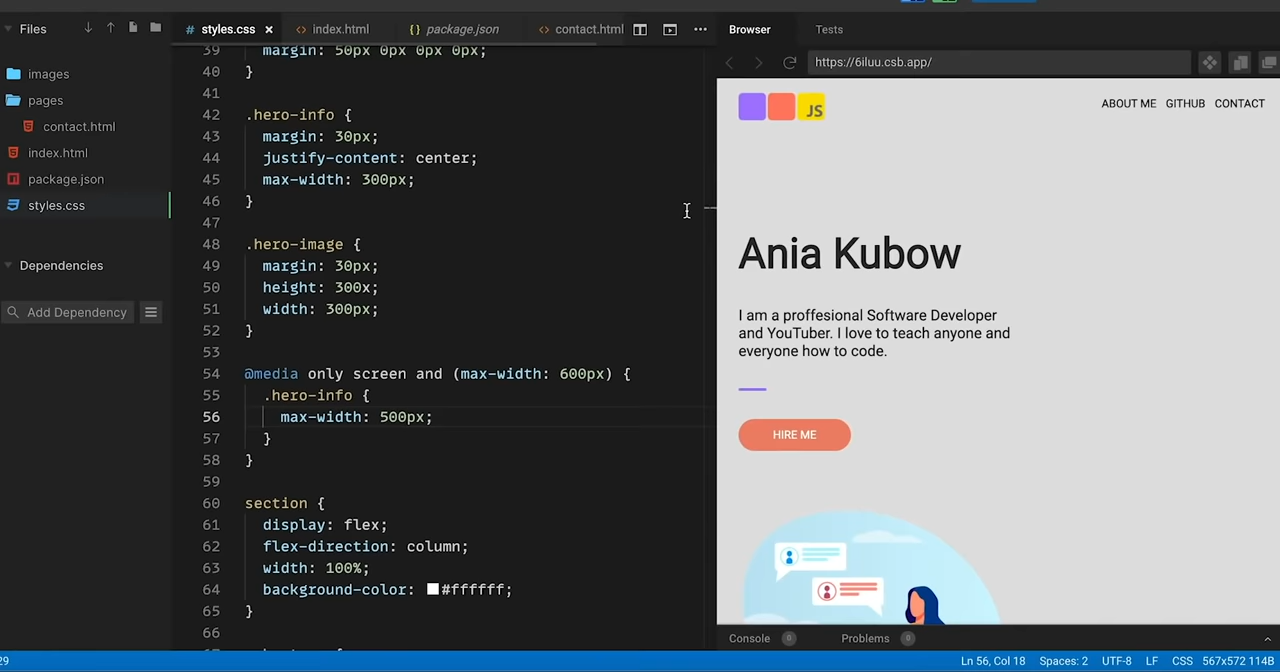 Files
styles.css
index.html
package.json
contact.html
Browser
Tests
https://6iluu.csb.app/
images
pages
contact.html
index.html
package.json
styles.css
Dependencies
Add Dependency
39 margin: 50px 0px 0px 0px;
40 }
41
42 .hero-info {
43 margin: 30px;
44 justify-content: center;
45 max-width: 300px;
46 }
47
48 .hero-image {
49 margin: 30px;
50 height: 300x;
51 width: 300px;
52 }
53
54 @media only screen and (max-width: 600px) {
55 .hero-info {
56 max-width: 500px;
57 }
58 }
59
60 section {
61 display: flex;
62 flex-direction: column;
63 width: 100%;
64 background-color: #ffffff;
65 }
66
JS
ABOUT ME GITHUB CONTACT
Ania Kubow
I am a proffesional Software Developer
and YouTuber. I love to teach anyone and
everyone how to code.
HIRE ME
Console 0
Problems 0
29
Ln 56, Col 18 Spaces: 2 UTF-8 LF CSS 567x572 114B